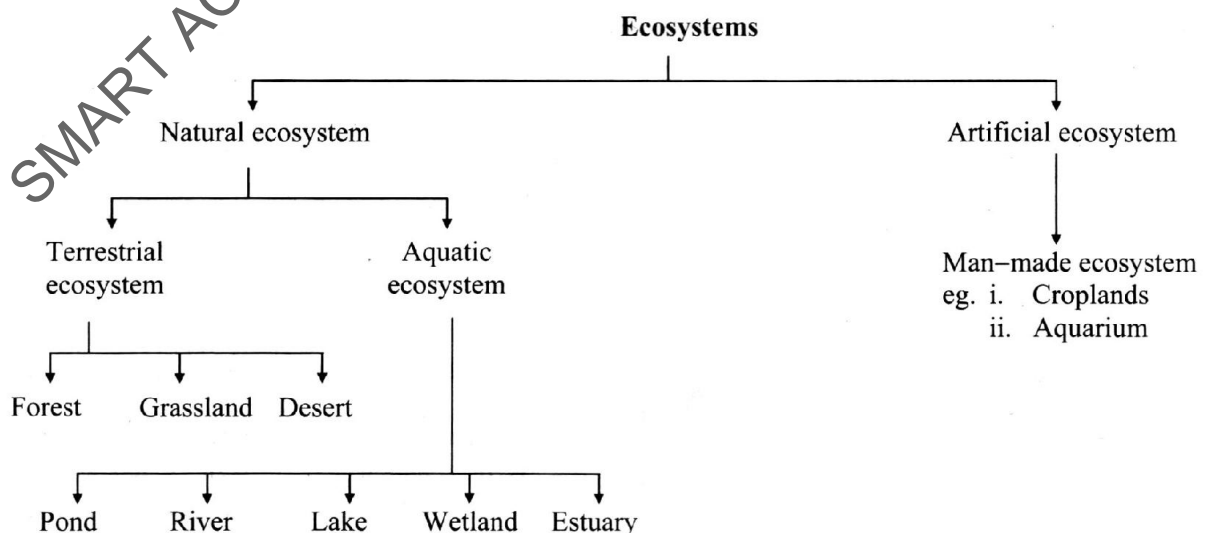 Ecosystems
SMART
Natural ecosystem
Artificial ecosystem
Terrestrial
ecosystem
Aquatic
ecosystem
Man–made ecosystem
eg. i. Croplands
ii. Aquarium
Forest
Grassland
Desert
Pond
River
Lake
Wetland
Estuary